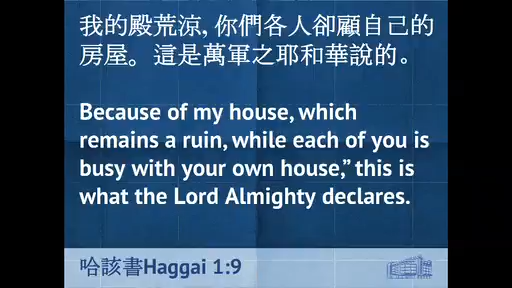 我的殿荒涼, 你們各人卻顧自己的
房屋。這是萬軍之耶和華說的。
Because of my house, which
remains a ruin, while each of you is
busy with your own house,” this is
what the Lord Almighty declares.
哈該書Haggai 1:9